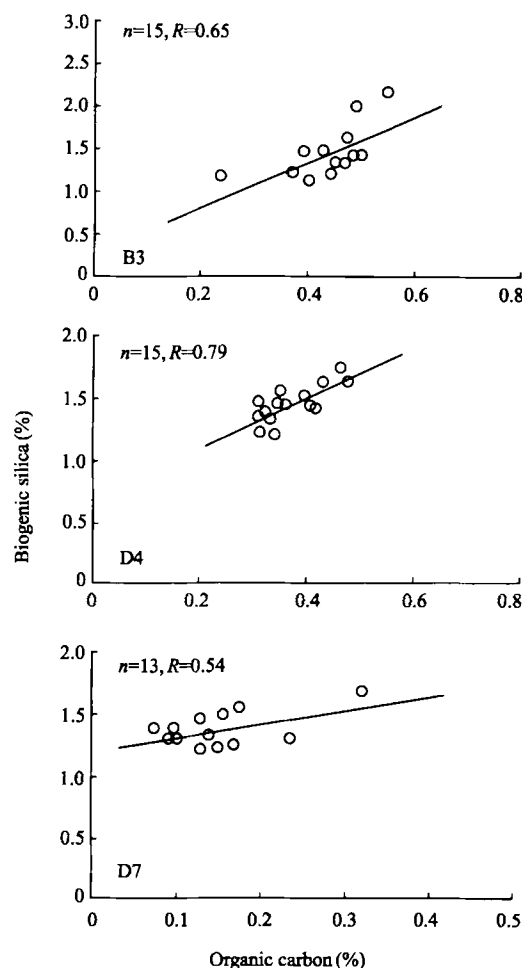 n=15, R=0.65
3.0
2.5
2.0
1.5
1.0
0.5
0
B3
0 0.2 0.4 0.6 0.8
n=15, R=0.79
2.0
1.5
1.0
0.5
0
D4
0 0.2 0.4 0.6 0.8
Biogenic silica (%)
n=13, R=0.54
2.0
1.5
1.0
0.5
0
D7
0 0.1 0.2 0.3 0.4 0.5
Organic carbon (%)